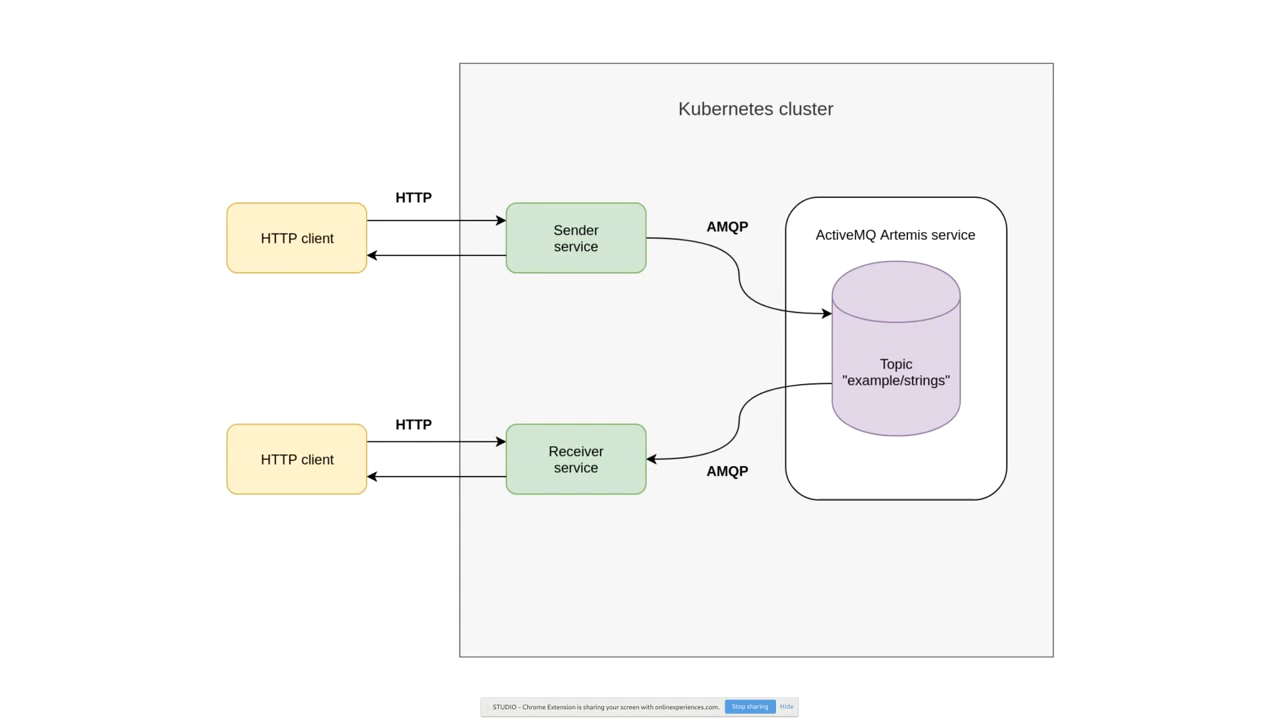 Kubernetes cluster
HTTP
HTTP client
Sender
service
AMQP
ActiveMQ Artemis service
Topic
"example/strings"
HTTP
HTTP client
Receiver
service
AMQP
STUDIO - Chrome Extension is sharing your screen with onlinexperiences.com.
Stop sharing
Hide